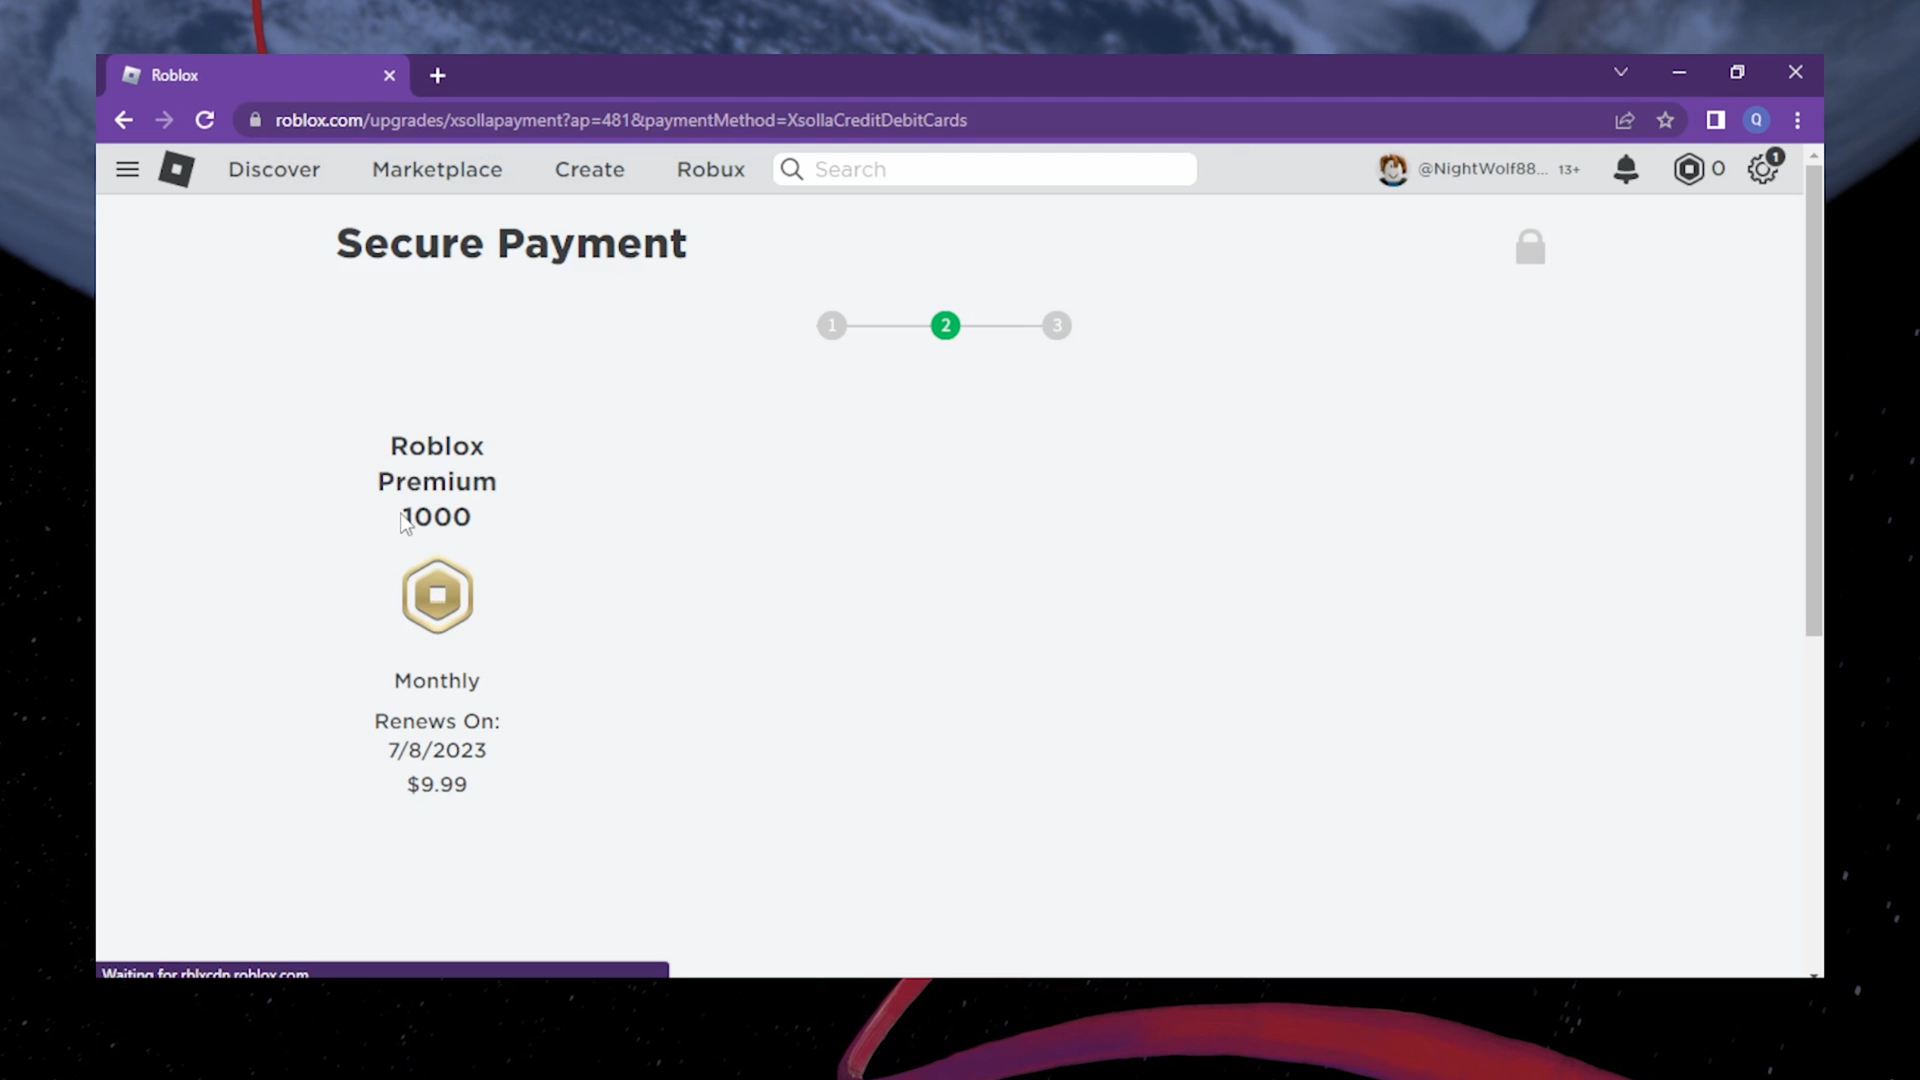 Roblox
roblox.com/upgrades/xsollapayment?ap=481&paymentMethod=XsollaCreditDebitCards
Q
Discover
Marketplace
Create
Robux
Search
@NightWolf88... 13+
0
1
Secure Payment
1
2
3
Roblox
Premium
1000
Monthly
Renews On:
7/8/2023
$9.99
Waiting for rblxcdn.roblox.com